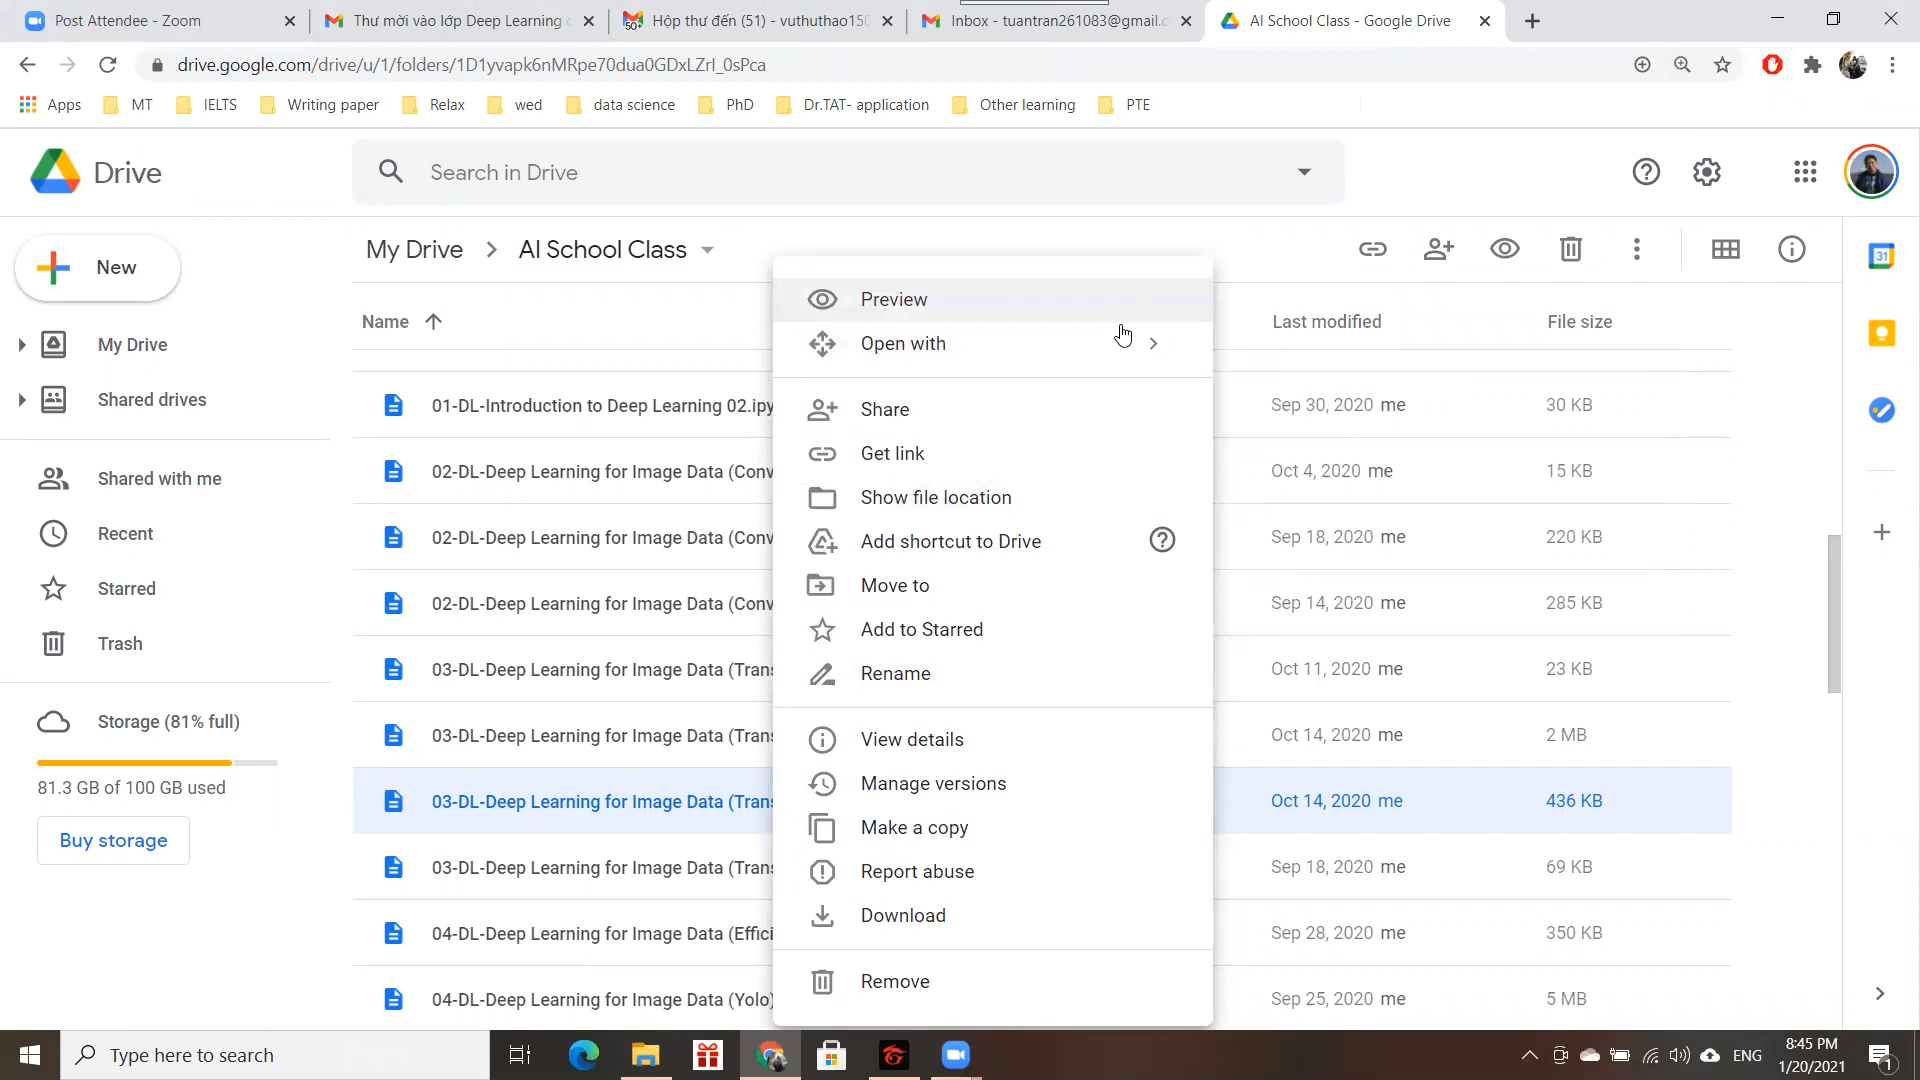 Post Attendee - Zoom
Thư mời vào lớp Deep Learning
Hộp thư đến (51) - vuthuthao150
Inbox - tuantran261083@gmail.c
AI School Class - Google Drive
drive.google.com/drive/u/1/folders/1D1yvapk6nMRpe70dua0GDxLZrI_0sPca
Apps MT IELTS Writing paper Relax wed data science PhD Dr.TAT- application Other learning PTE
Drive
Search in Drive
New
My Drive > AI School Class
My Drive
Shared drives
Shared with me
Recent
Starred
Trash
Storage (81% full)
81.3 GB of 100 GB used
Buy storage
Name Last modified File size
01-DL-Introduction to Deep Learning 02.ipy Sep 30, 2020 me 30 KB
02-DL-Deep Learning for Image Data (Conv Oct 4, 2020 me 15 KB
02-DL-Deep Learning for Image Data (Conv Sep 18, 2020 me 220 KB
02-DL-Deep Learning for Image Data (Conv Sep 14, 2020 me 285 KB
03-DL-Deep Learning for Image Data (Trans Oct 11, 2020 me 23 KB
03-DL-Deep Learning for Image Data (Trans Oct 14, 2020 me 2 MB
03-DL-Deep Learning for Image Data (Trans Oct 14, 2020 me 436 KB
03-DL-Deep Learning for Image Data (Trans Sep 18, 2020 me 69 KB
04-DL-Deep Learning for Image Data (Effici Sep 28, 2020 me 350 KB
04-DL-Deep Learning for Image Data (Yolo) Sep 25, 2020 me 5 MB
Preview
Open with
Share
Get link
Show file location
Add shortcut to Drive
Move to
Add to Starred
Rename
View details
Manage versions
Make a copy
Report abuse
Download
Remove
31
Type here to search
ENG
8:45 PM
1/20/2021
1